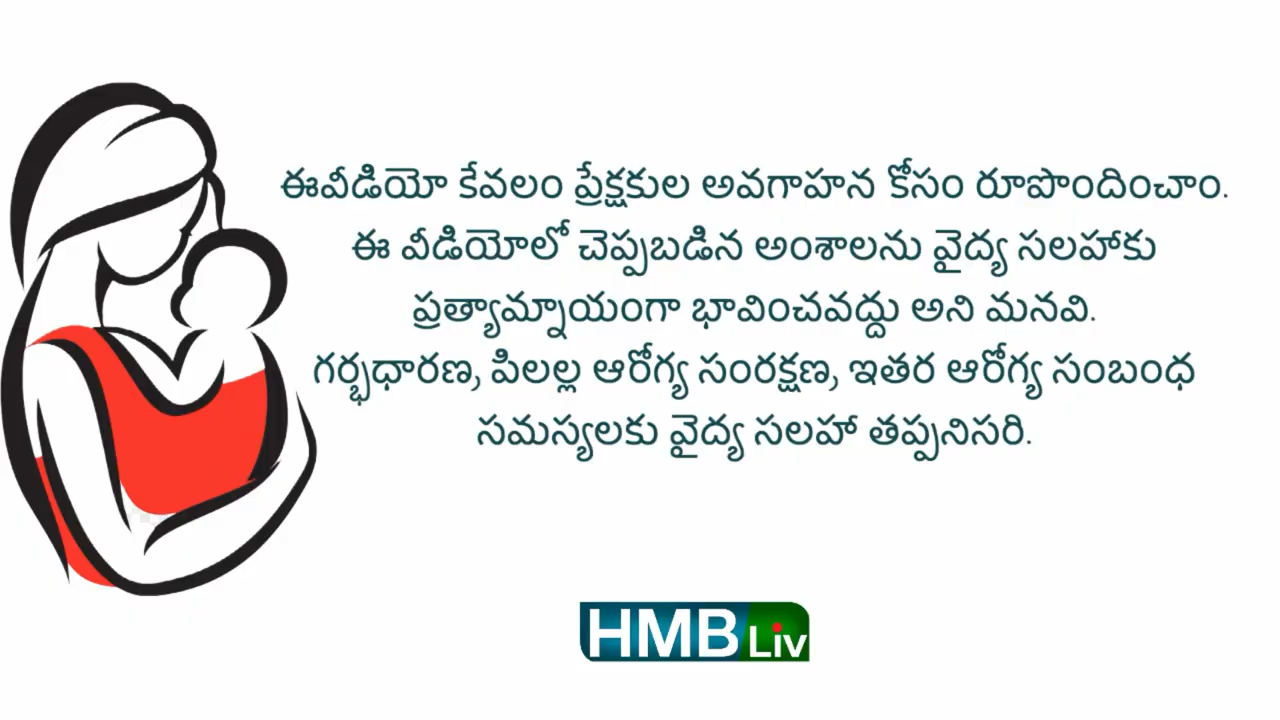 ఈవీడియో కేవలం ప్రేక్షకుల అవగాహన కోసం రూపొందించాం.
ఈ వీడియోలో చెప్పబడిన అంశాలను వైద్య సలహాకు
ప్రత్యామ్నాయంగా భావించవద్దు అని మనవి.
గర్భధారణ, పిలల్ల ఆరోగ్య సంరక్షణ, ఇతర ఆరోగ్య సంబంధ
సమస్యలకు వైద్య సలహా తప్పనిసరి.
HMB Liv